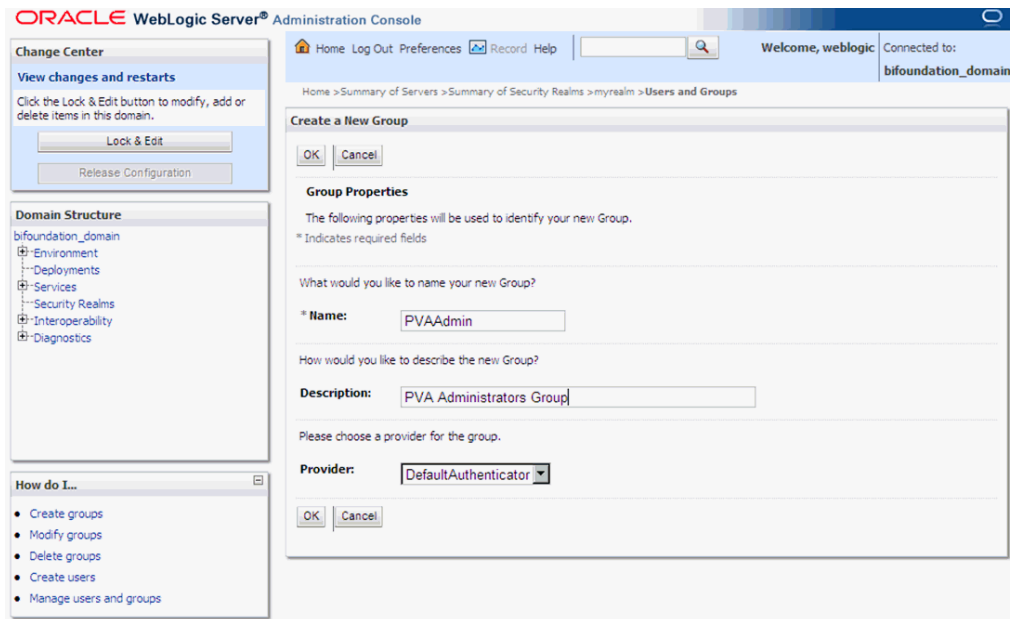 ORACLE WebLogic Server® Administration Console
Change Center
View changes and restarts
Click the Lock & Edit button to modify, add or
delete items in this domain.
Lock & Edit
Release Configuration
Domain Structure
bifoundation_domain
Environment
Deployments
Services
Security Realms
Interoperability
Diagnostics
How do I...
Create groups
Modify groups
Delete groups
Create users
Manage users and groups
Home Log Out Preferences Record Help
Welcome, weblogic
Connected to:
bifoundation_domain
Home >Summary of Servers >Summary of Security Realms >myrealm >Users and Groups
Create a New Group
OK Cancel
Group Properties
The following properties will be used to identify your new Group.
* Indicates required fields
What would you like to name your new Group?
* Name: PVAAdmin
How would you like to describe the new Group?
Description: PVA Administrators Group
Please choose a provider for the group.
Provider: DefaultAuthenticator
OK Cancel